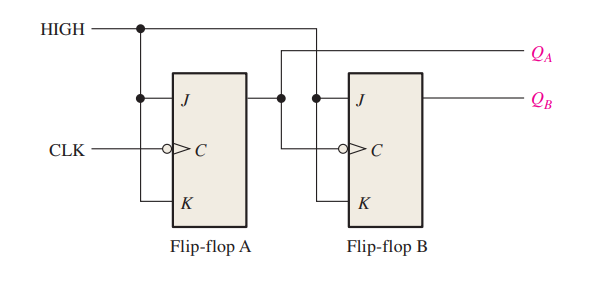 HIGH
Q_A
Q_B
J
J
CLK
C
C
K
K
Flip-flop A
Flip-flop B